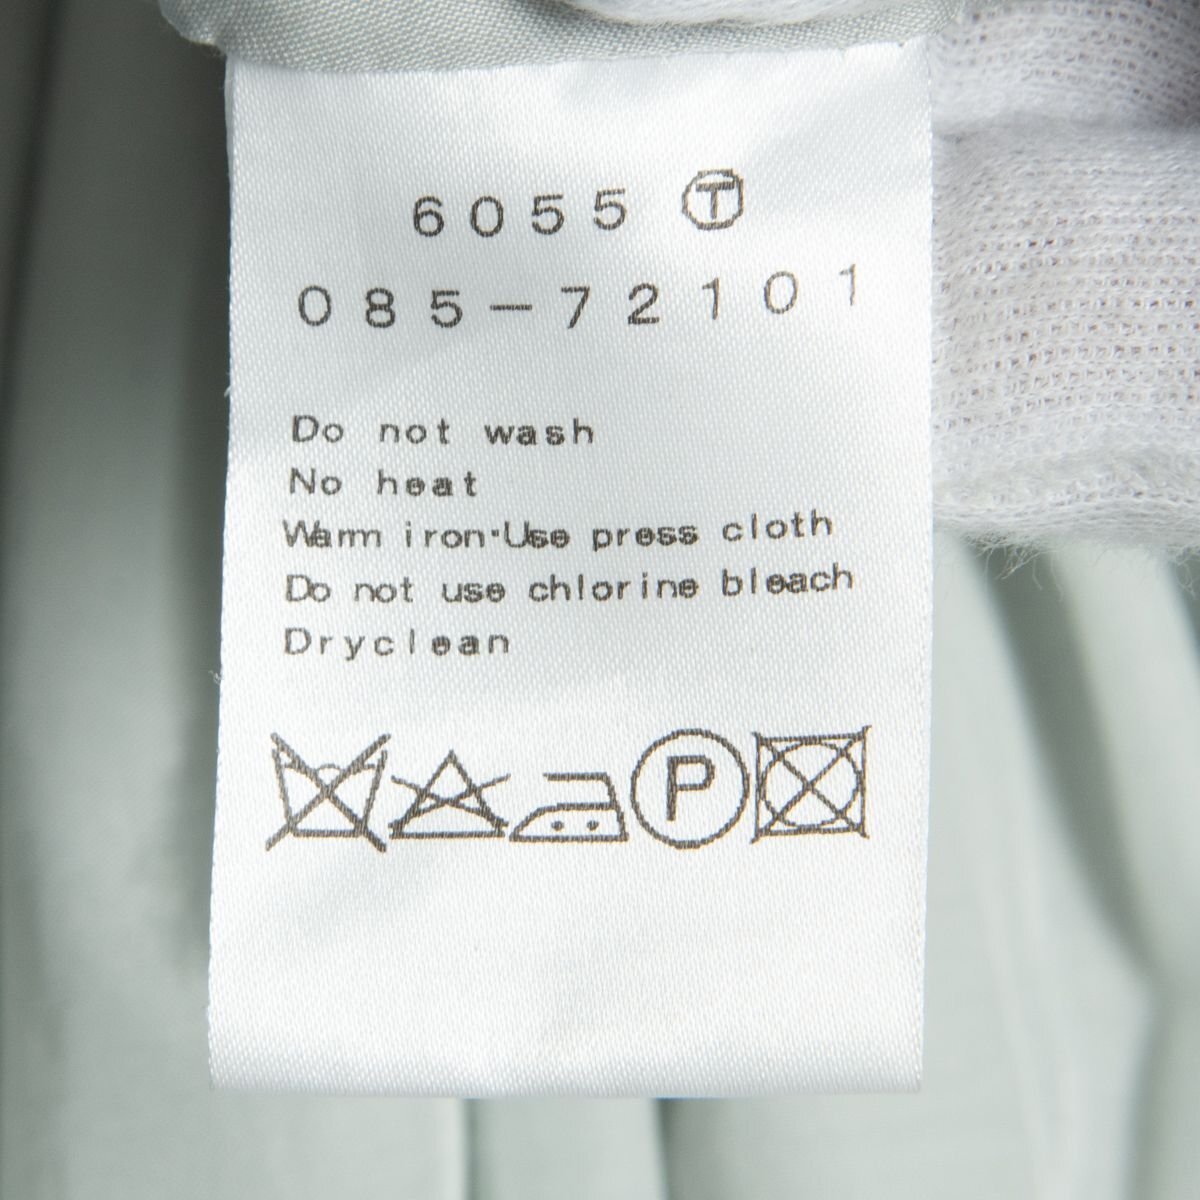 6055 Ⓣ
085-72101
Do not wash
No heat
Warm iron·Use press cloth
Do not use chlorine bleach
Dryclean
P